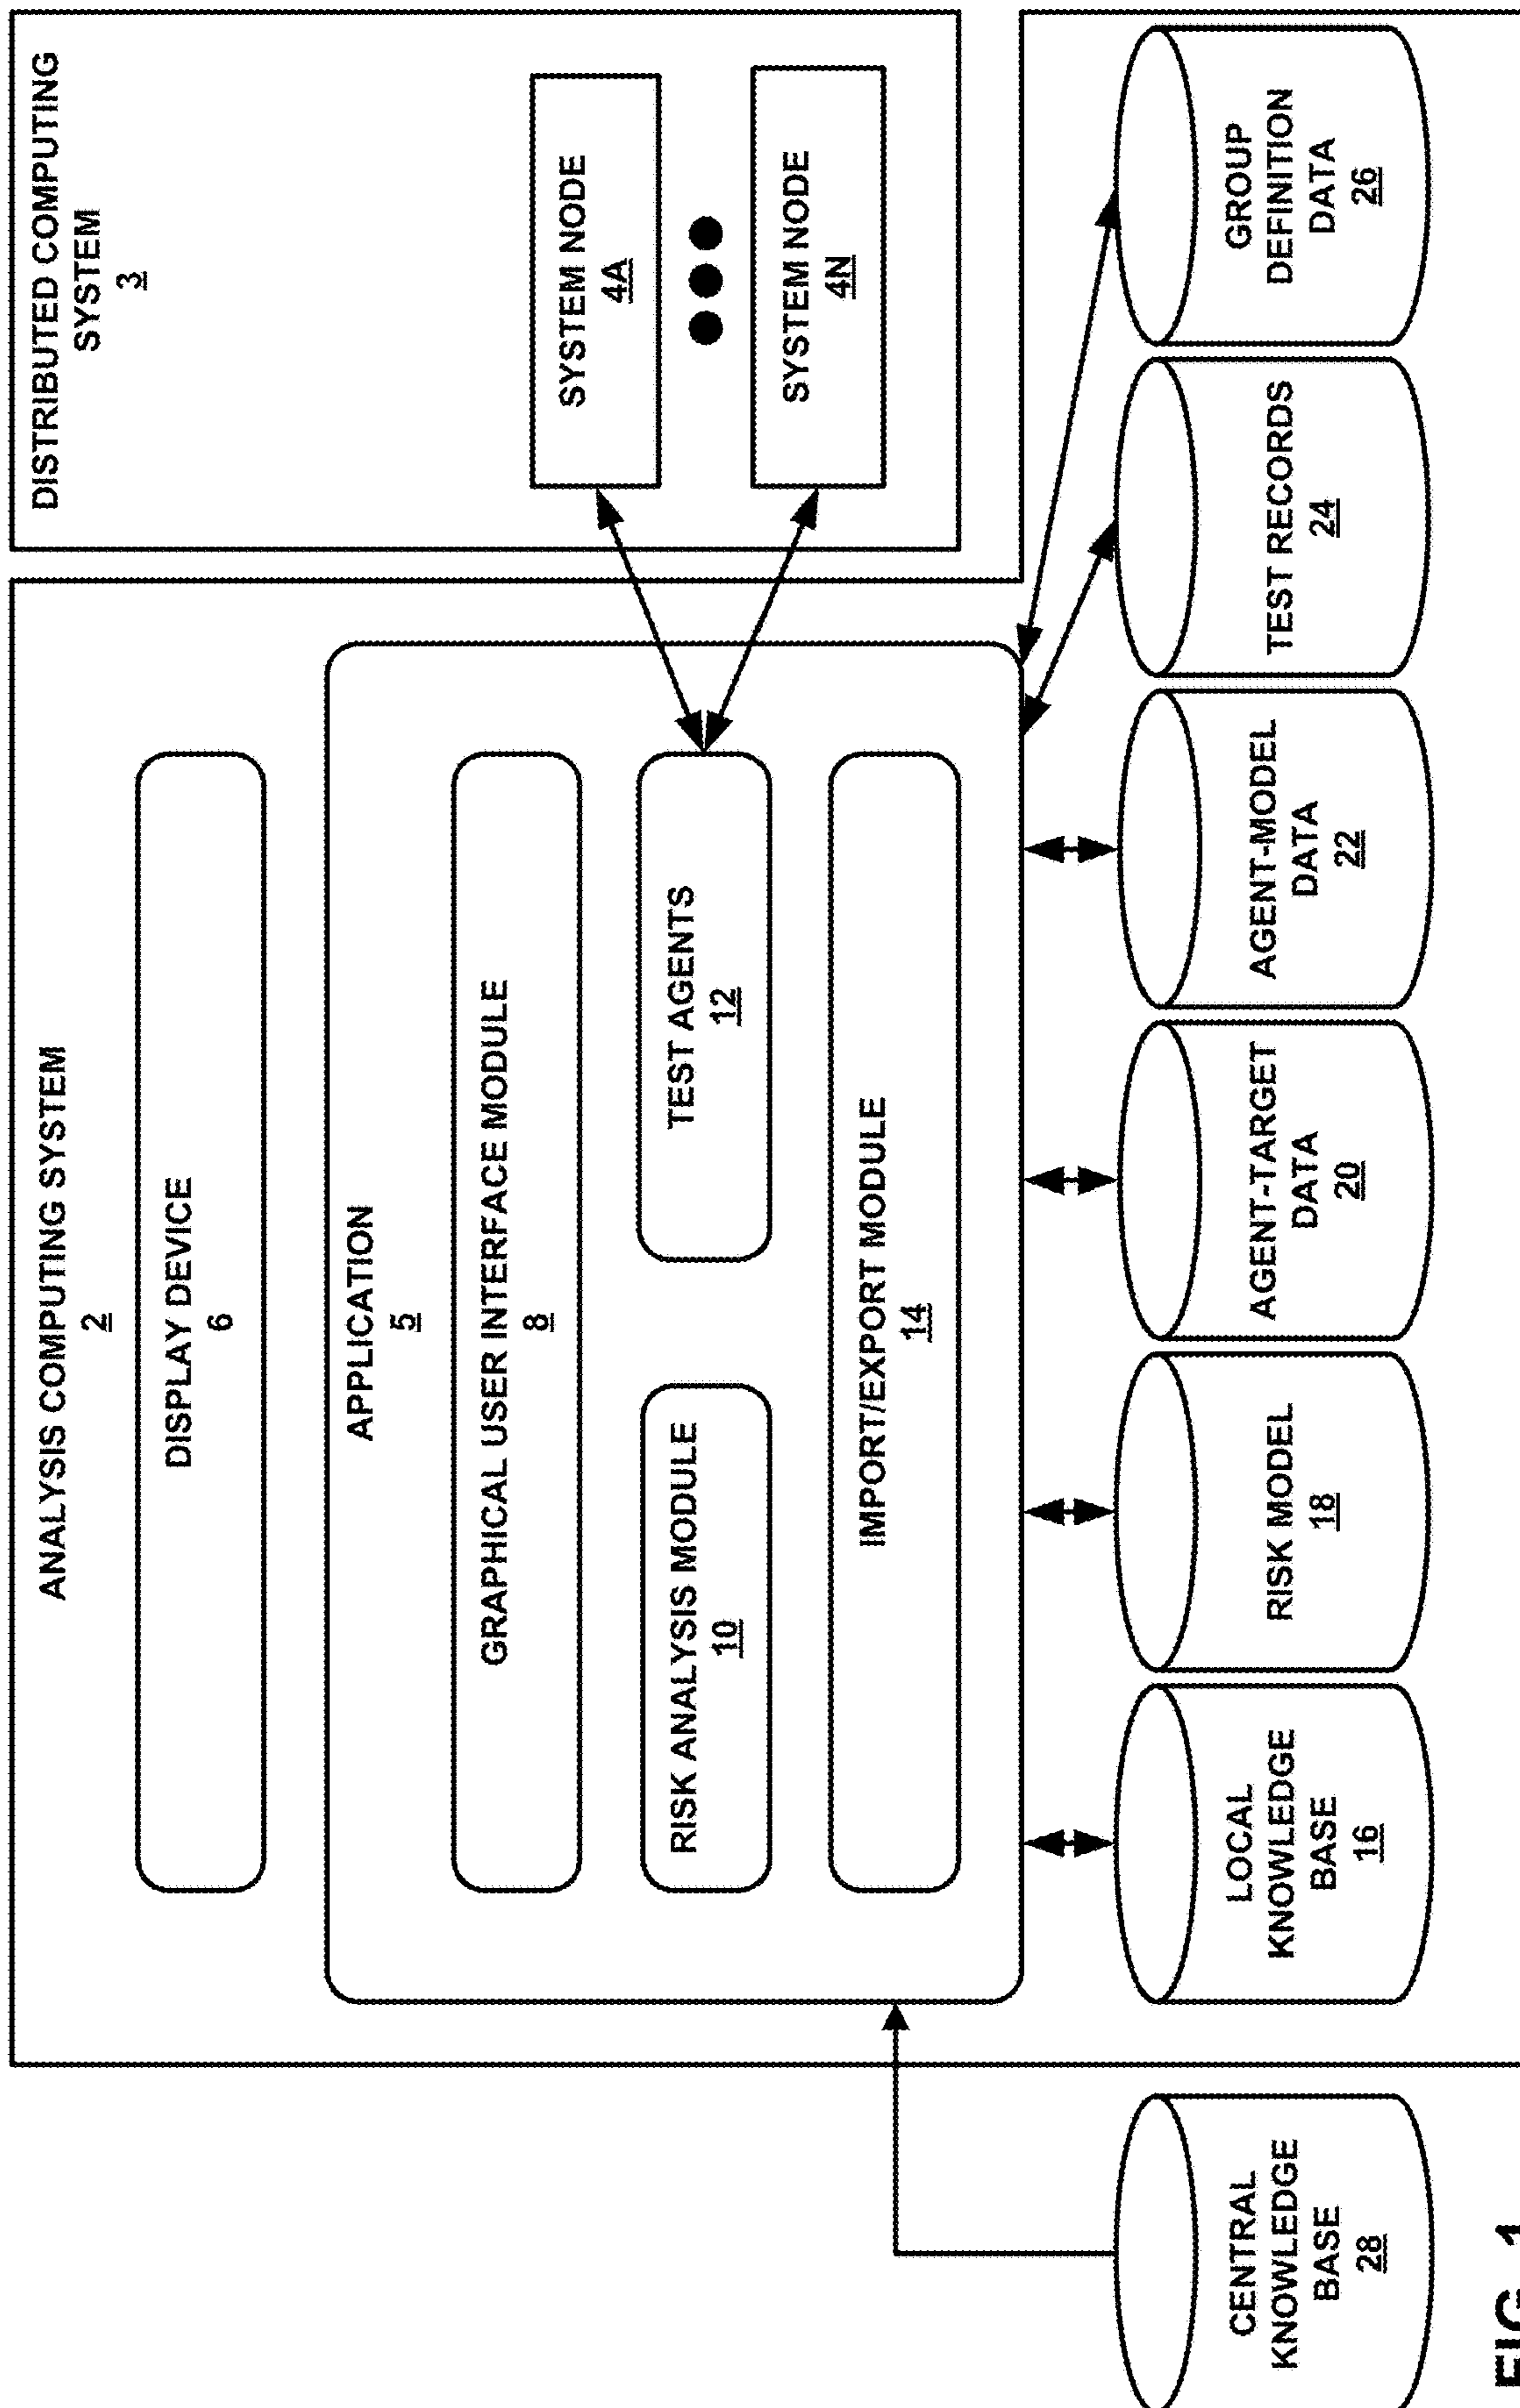 ANALYSIS COMPUTING SYSTEM
2
DISPLAY DEVICE
6
APPLICATION
5
GRAPHICAL USER INTERFACE MODULE
8
RISK ANALYSIS MODULE
10
TEST AGENTS
12
IMPORT/EXPORT MODULE
14
DISTRIBUTED COMPUTING
SYSTEM
3
SYSTEM NODE
4A
SYSTEM NODE
4N
CENTRAL
KNOWLEDGE
BASE
28
LOCAL
KNOWLEDGE
BASE
16
RISK MODEL
18
AGENT-TARGET
DATA
20
AGENT-MODEL
DATA
22
TEST RECORDS
24
GROUP
DEFINITION
DATA
26
FIG. 1